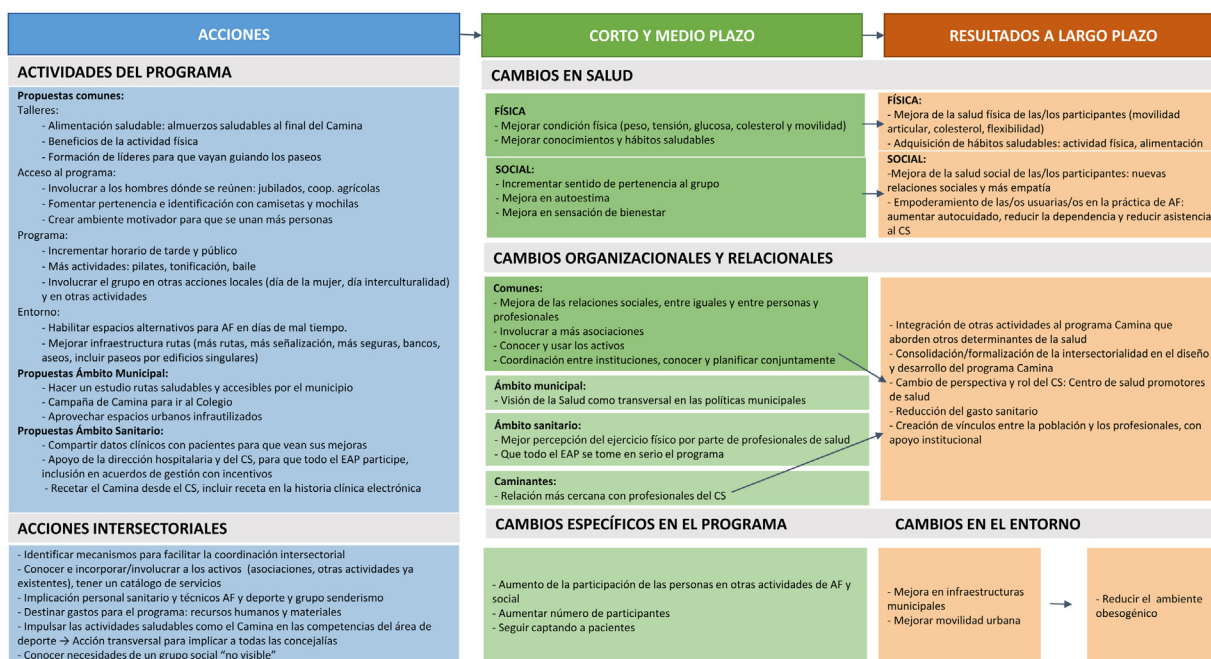 ACCIONES
CORTO Y MEDIO PLAZO
RESULTADOS A LARGO PLAZO
ACTIVIDADES DEL PROGRAMA
Propuestas comunes:
Talleres:
- Alimentación saludable: almuerzos saludables al final del Camina
- Beneficios de la actividad física
- Formación de líderes para que vayan guiando los paseos
Acceso al programa:
- Involucrar a los hombres dónde se reúnen: jubilados, coop. agrícolas
- Fomentar pertenencia e identificación con camisetas y mochilas
- Crear ambiente motivador para que se unan más personas
Programa:
- Incrementar horario de tarde y público
- Más actividades: pilates, tonificación, baile
- Involucrar el grupo en otras acciones locales (día de la mujer, día interculturalidad)
y en otras actividades
Entorno:
- Habilitar espacios alternativos para AF en días de mal tiempo.
- Mejorar infraestructura rutas (más rutas, más señalización, más seguras, bancos,
aseos, incluir paseos por edificios singulares)
Propuestas Ámbito Municipal:
- Hacer un estudio rutas saludables y accesibles por el municipio
- Campaña de Camina para ir al Colegio
- Aprovechar espacios urbanos infrautilizados
Propuestas Ámbito Sanitario:
- Compartir datos clínicos con pacientes para que vean sus mejoras
- Apoyo de la dirección hospitalaria y del CS, para que todo el EAP participe,
inclusión en acuerdos de gestión con incentivos
- Recetar el Camina desde el CS, incluir receta en la historia clínica electrónica
ACCIONES INTERSECTORIALES
- Identificar mecanismos para facilitar la coordinación intersectorial
- Conocer e incorporar/involucrar a los activos (asociaciones, otras actividades ya
existentes), tener un catálogo de servicios
- Implicación personal sanitario y técnicos AF y deporte y grupo senderismo
- Destinar gastos para el programa: recursos humanos y materiales
- Impulsar las actividades saludables como el Camina en las competencias del área de
deporte → Acción transversal para implicar a todas las concejalías
- Conocer necesidades de un grupo social "no visible"
CAMBIOS EN SALUD
FÍSICA
- Mejorar condición física (peso, tensión, glucosa, colesterol y movilidad)
- Mejorar conocimientos y hábitos saludables
SOCIAL:
- Incrementar sentido de pertenencia al grupo
- Mejora en autoestima
- Mejora en sensación de bienestar
FÍSICA:
- Mejora de la salud física de las/los participantes (movilidad
articular, colesterol, flexibilidad)
- Adquisición de hábitos saludables: actividad física, alimentación
SOCIAL:
-Mejora de la salud social de las/los participantes: nuevas
relaciones sociales y más empatía
- Empoderamiento de las/os usuarias/os en la práctica de AF:
aumentar autocuidado, reducir la dependencia y reducir asistencia
al CS
CAMBIOS ORGANIZACIONALES Y RELACIONALES
Comunes:
- Mejora de las relaciones sociales, entre iguales y entre personas y
profesionales
- Involucrar a más asociaciones
- Conocer y usar los activos
- Coordinación entre instituciones, conocer y planificar conjuntamente
Ámbito municipal:
- Visión de la Salud como transversal en las políticas municipales
Ámbito sanitario:
- Mejor percepción del ejercicio físico por parte de profesionales de salud
- Que todo el EAP se tome en serio el programa
Caminantes:
- Relación más cercana con profesionales del CS
- Integración de otras actividades al programa Camina que
aborden otros determinantes de la salud
- Consolidación/formalización de la intersectorialidad en el diseño
y desarrollo del programa Camina
- Cambio de perspectiva y rol del CS: Centro de salud promotores
de salud
- Reducción del gasto sanitario
- Creación de vínculos entre la población y los profesionales, con
apoyo institucional
CAMBIOS ESPECÍFICOS EN EL PROGRAMA
- Aumento de la participación de las personas en otras actividades de AF y
social
- Aumentar número de participantes
- Seguir captando a pacientes
CAMBIOS EN EL ENTORNO
- Mejora en infraestructuras
municipales
- Mejorar movilidad urbana
- Reducir el ambiente
obesogénico